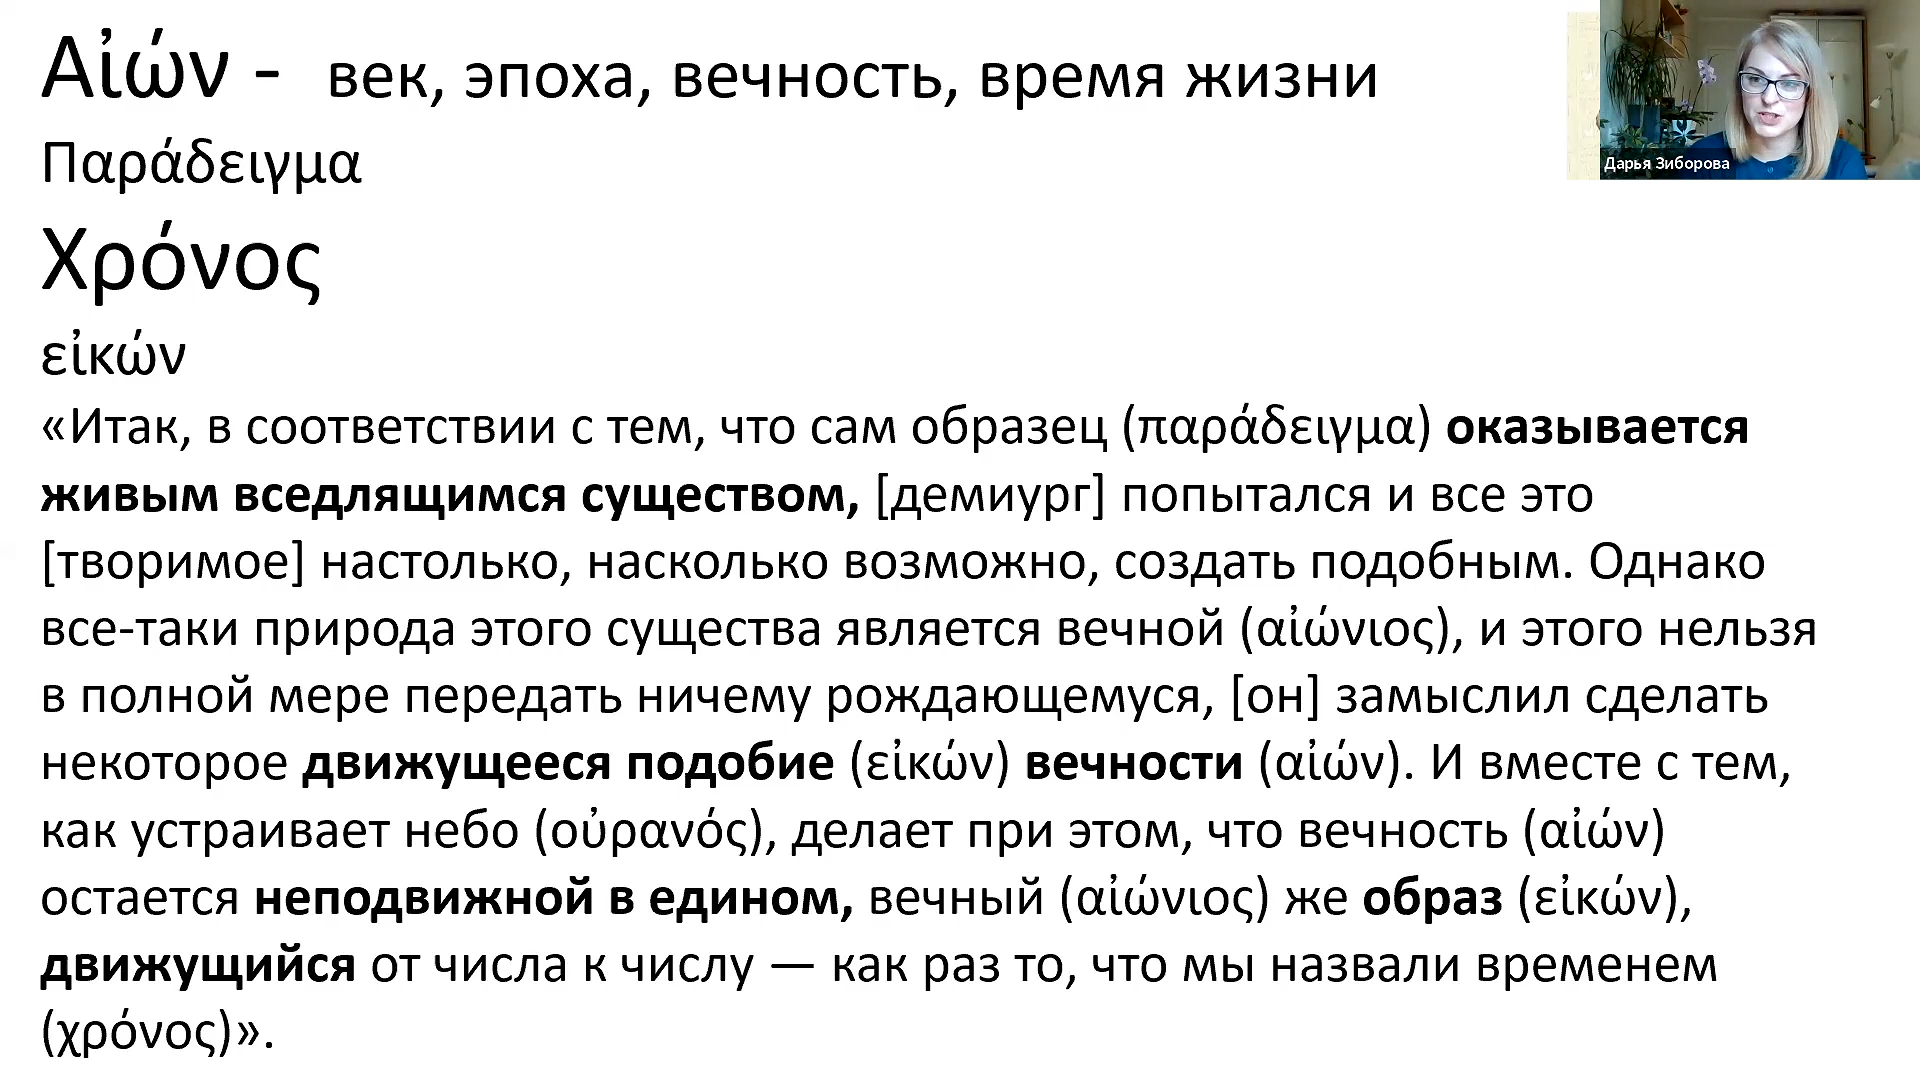 Αἰών - век, эпоха, вечность, время жизни
Дарья Зиборова
Παράδειγμα
Χρόνος
εἰκών
«Итак, в соответствии с тем, что сам образец (παράδειγμα) оказывается
живым вседлящимся существом, [демиург] попытался и все это
[творимое] настолько, насколько возможно, создать подобным. Однако
все-таки природа этого существа является вечной (αἰώνιος), и этого нельзя
в полной мере передать ничему рождающемуся, [он] замыслил сделать
некоторое движущееся подобие (εἰκών) вечности (αἰών). И вместе с тем,
как устраивает небо (οὐρανός), делает при этом, что вечность (αἰών)
остается неподвижной в едином, вечный (αἰώνιος) же образ (εἰκών),
движущийся от числа к числу — как раз то, что мы назвали временем
(χρόνος)».